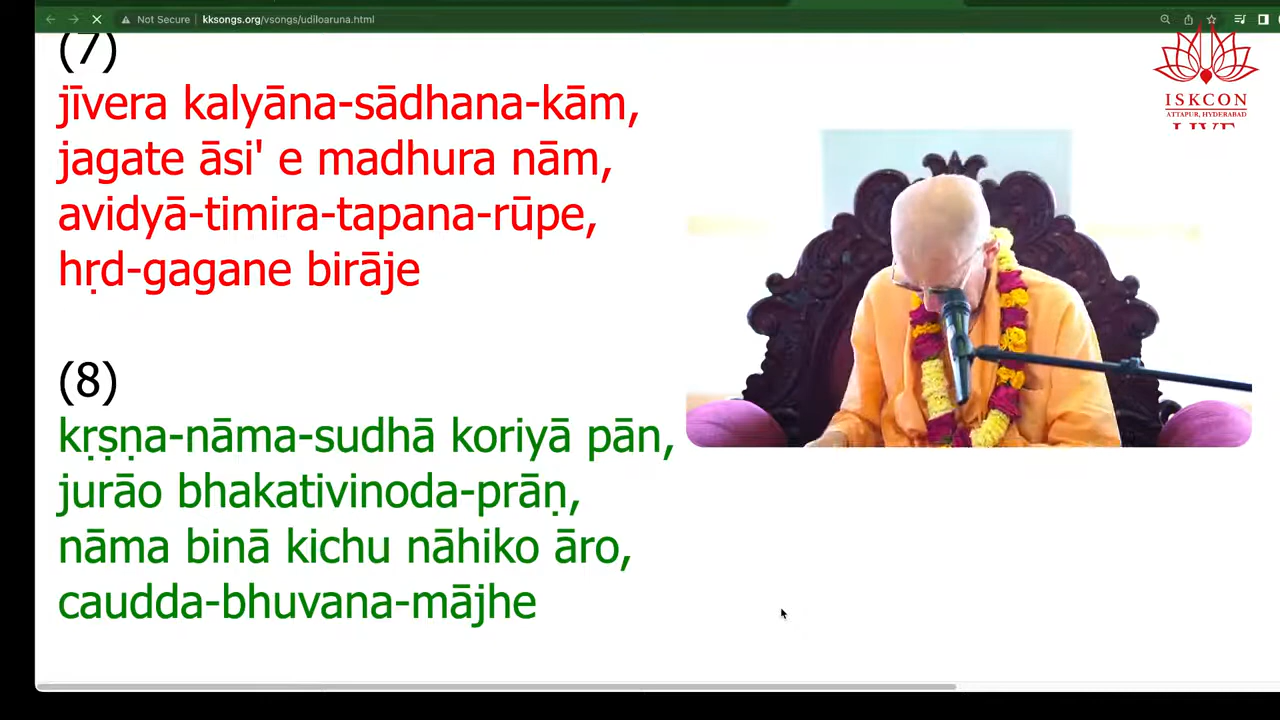 Not Secure | kksongs.org/vsongs/udiloaruna.html
(7)
jīvera kalyāna-sādhana-kām,
jagate āsi' e madhura nām,
avidyā-timira-tapana-rūpe,
hṛd-gagane birāje
(8)
kṛṣṇa-nāma-sudhā koriyā pān,
jurāo bhakativinoda-prāṇ,
nāma binā kichu nāhiko āro,
caudda-bhuvana-mājhe
ISKCON
ATTAPUR, HYDERABAD
LIVE